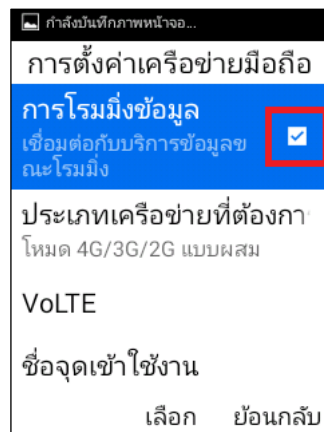 กำลังบันทึกภาพหน้าจอ...
การตั้งค่าเครือข่ายมือถือ
การโรมมิ่งข้อมูล
เชื่อมต่อกับบริการข้อมูลข
ณะโรมมิ่ง
ประเภทเครือข่ายที่ต้องกา
โหมด 4G/3G/2G แบบผสม
VoLTE
ชื่อจุดเข้าใช้งาน
เลือก ย้อนกลับ